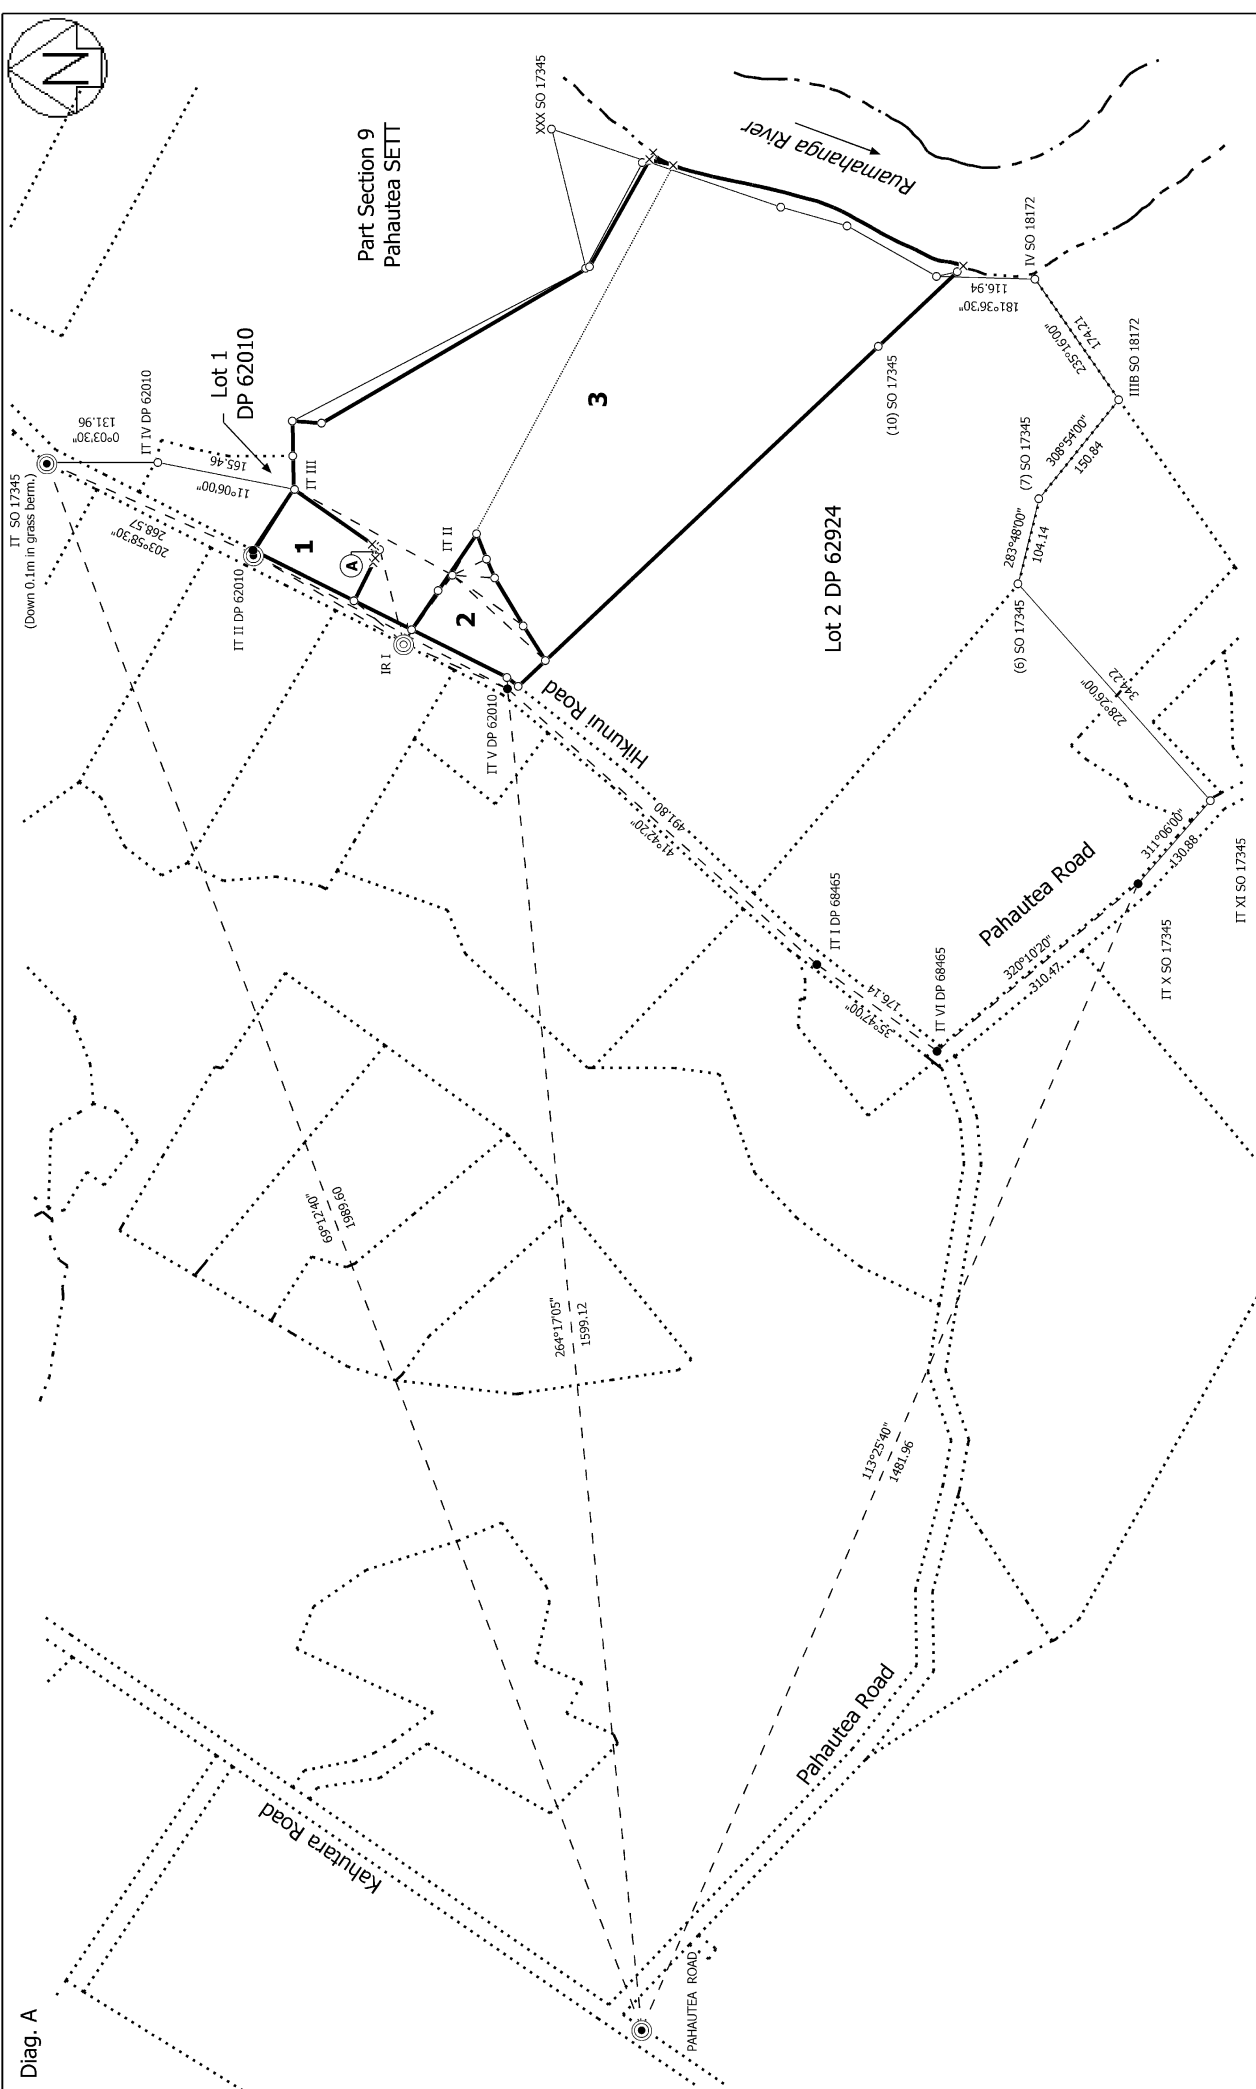 Diag. A
N
IT SO 17345
(Down 0.1m in grass berm.)
0°03'30"
131.96
IT IV DP 62010
203°58'30"
268.57
11°06'00"
165.46
Lot 1
DP 62010
Part Section 9
Pahautea SETT
XXX SO 17345
Ruamahanga River
IT II DP 62010
1
A
IT III
IR I
IT II
2
3
IT V DP 62010
Hikunui Road
(10) SO 17345
181°36'30"
116.94
IV SO 18172
235°16'00"
174.21
IIIB SO 18172
308°54'00"
150.84
(7) SO 17345
283°48'00"
104.14
(6) SO 17345
Lot 2 DP 62924
228°26'00"
344.22
41°42'20"
491.80
IT I DP 68465
35°47'00"
176.14
IT VI DP 68465
Pahautea Road
320°10'20"
310.47
311°06'00"
130.88
IT X SO 17345
IT XI SO 17345
69°12'40"
1989.60
264°17'05"
1599.12
113°25'40"
1481.96
Kahutara Road
Pahautea Road
PAHAUTEA ROAD